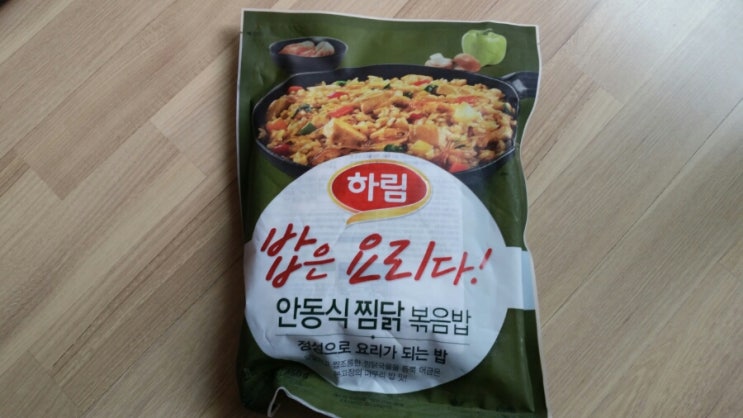 하림
밥은 요리다!
안동식 찜닭 볶음밥
정성으로 요리가 되는 밥